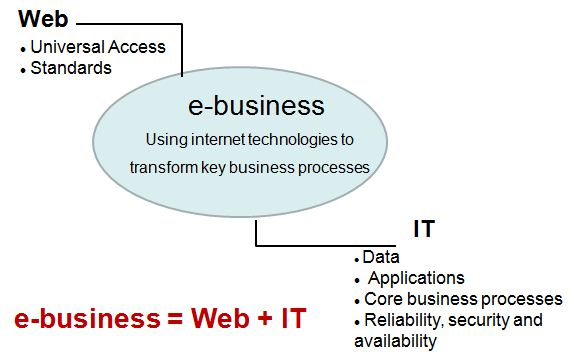 Web
• Universal Access
• Standards
e-business
Using internet technologies to
transform key business processes
IT
• Data
• Applications
• Core business processes
• Reliability, security and
availability
e-business = Web + IT